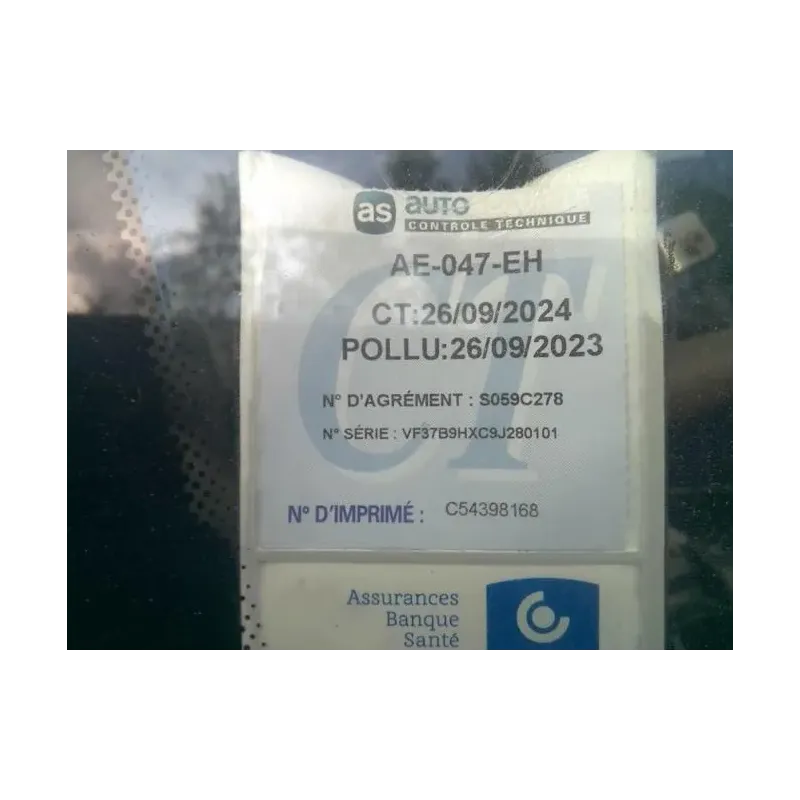 as AUTO
CONTROLE TECHNIQUE
AE-047-EH
CT:26/09/2024
POLLU:26/09/2023
N° D'AGRÉMENT : S059C278
N° SÉRIE : VF37B9HXC9J280101
CT
N° D'IMPRIMÉ : C54398168
Assurances
Banque
Santé